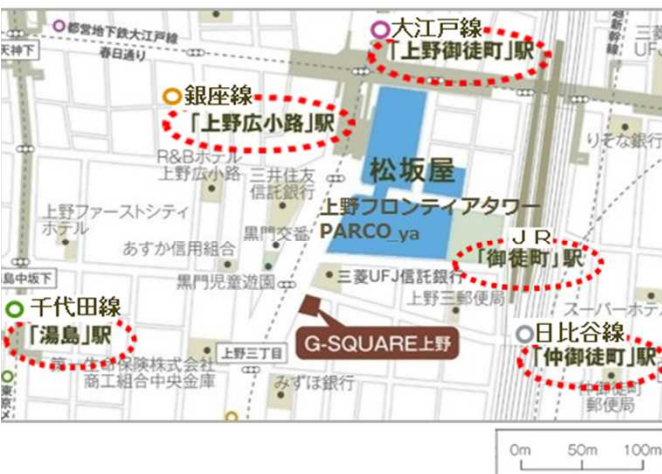 都営地下鉄大江戸線
春日通り
天神下
大江戸線
「上野御徒町」駅
銀座線
「上野広小路」駅
りそな銀行
R&Bホテル
上野広小路
三井住友
信託銀行
松坂屋
上野フロンティアタワー
PARCO_ya
上野ファーストシティ
ホテル
黒門交番
あすか信用組合
JR
「御徒町」駅
黒門児童遊園
三菱UFJ信託銀行
上野三郵便局
島中坂下
スーパーホテ
千代田線
「湯島」駅
G-SQUARE上野
日比谷線
「仲御徒町」駅
上野三丁目
生命保険株式会社
商工組合中央金庫
みずほ銀行
仲御徒町
郵便局
東京メ
0m 50m 100m